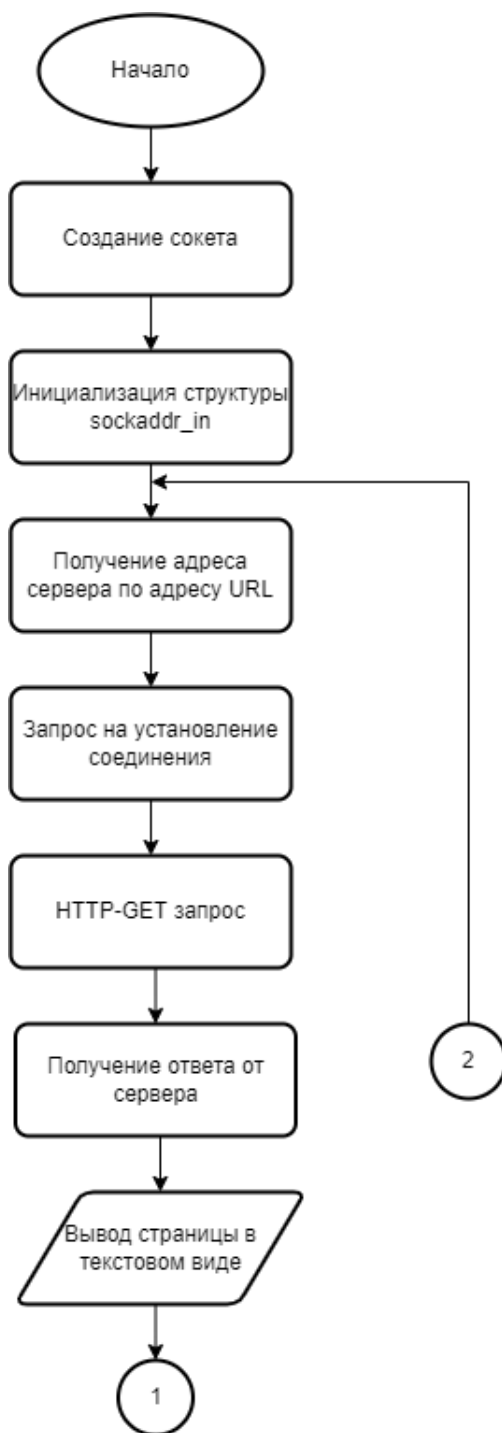 Начало
Создание сокета
Инициализация структуры
sockaddr_in
Получение адреса
сервера по адресу URL
Запрос на установление
соединения
HTTP-GET запрос
Получение ответа от
сервера
2
Вывод страницы в
текстовом виде
1